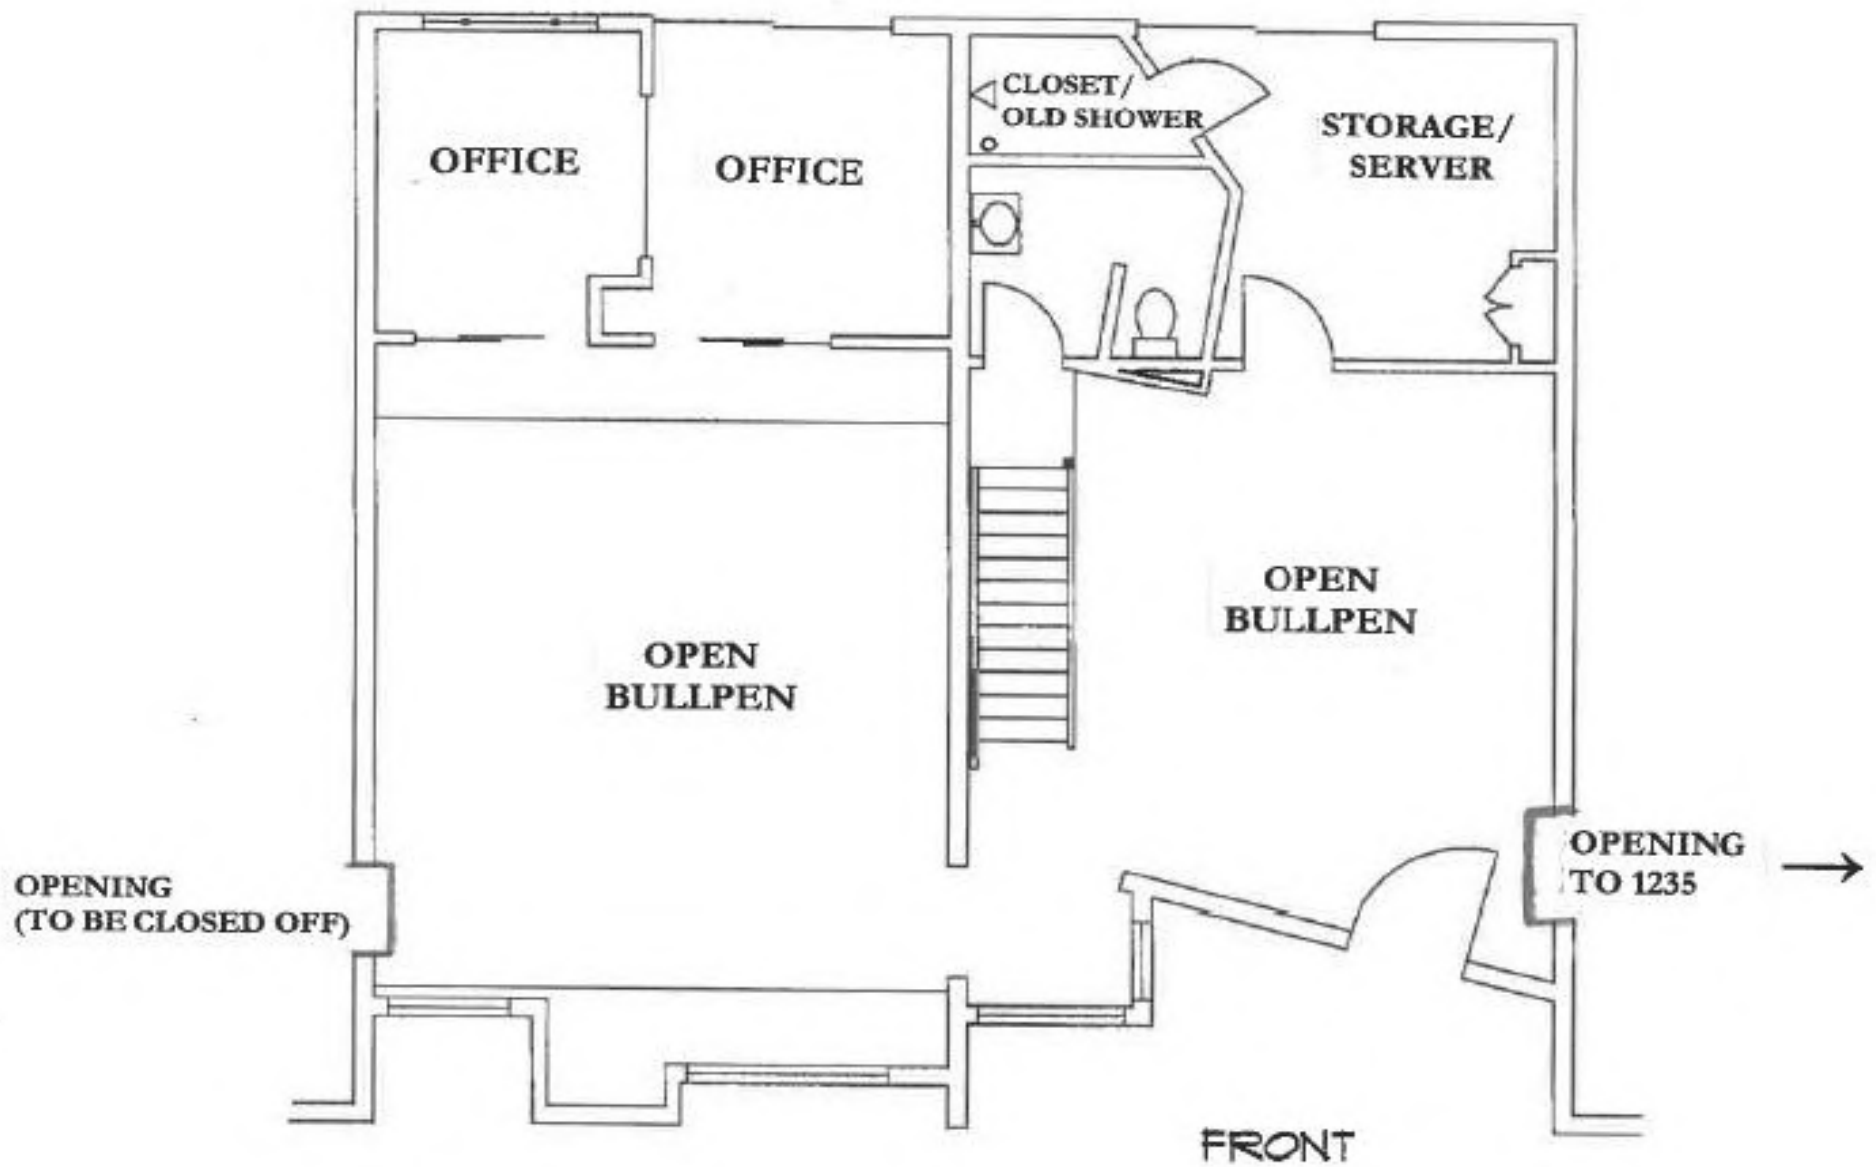 OFFICE
OFFICE
CLOSET/
OLD SHOWER
STORAGE/
SERVER
OPEN
BULLPEN
OPEN
BULLPEN
OPENING
(TO BE CLOSED OFF)
OPENING
TO 1235
FRONT